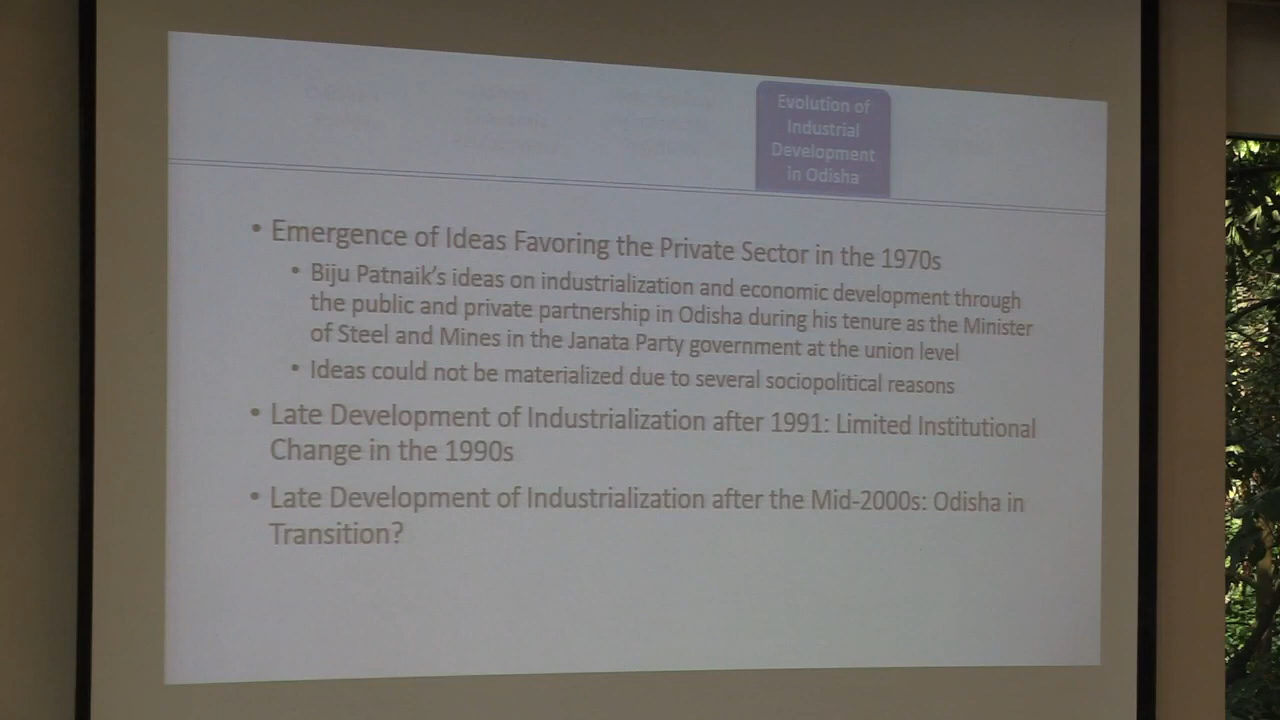 Evolution of
Industrial
Development
in Odisha
• Emergence of Ideas Favoring the Private Sector in the 1970s
• Biju Patnaik's ideas on industrialization and economic development through
the public and private partnership in Odisha during his tenure as the Minister
of Steel and Mines in the Janata Party government at the union level
• Ideas could not be materialized due to several sociopolitical reasons
• Late Development of Industrialization after 1991: Limited Institutional
Change in the 1990s
• Late Development of Industrialization after the Mid-2000s: Odisha in
Transition?